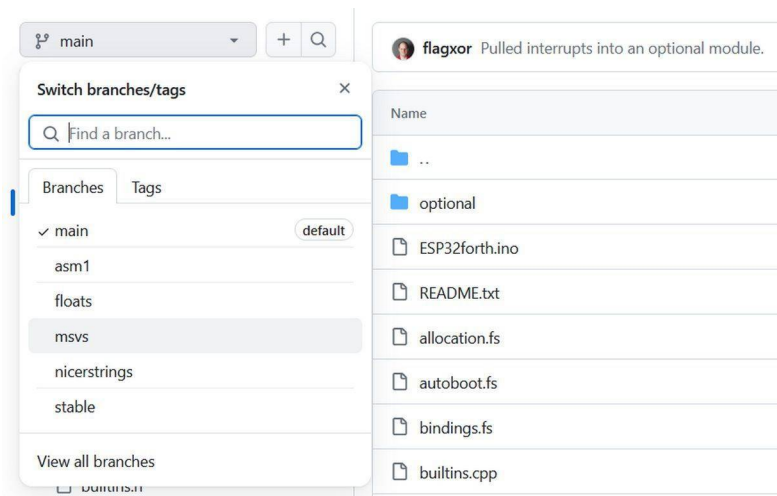 main
Switch branches/tags
Find a branch...
Branches
Tags
main
default
asm1
floats
msvs
nicerstrings
stable
View all branches
builtins.h
flagxor Pulled interrupts into an optional module.
Name
..
optional
ESP32forth.ino
README.txt
allocation.fs
autoboot.fs
bindings.fs
builtins.cpp